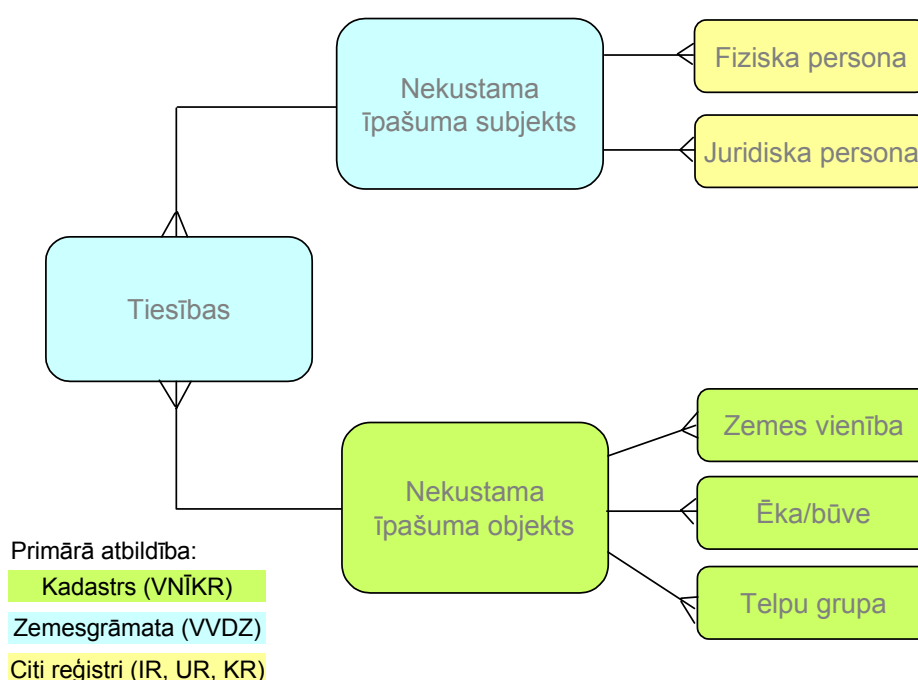 Nekustama
īpašuma subjekts
Fiziska persona
Juridiska persona
Tiesības
Nekustama
īpašuma objekts
Zemes vienība
Ēka/būve
Telpu grupa
Primārā atbildība:
Kadastrs (VNĪKR)
Zemesgrāmata (VVDZ)
Citi reģistri (IR, UR, KR)